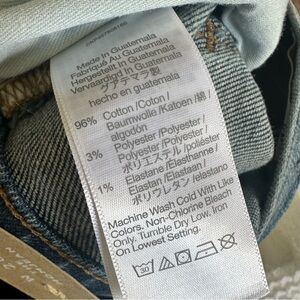 Made In Guatemala
Fabriqué Au Guatemala
Hergestellt In Guatemala
Vervaardigd In Guatemala
グアテマラ製
hecho en guatemala
96% Cotton /Coton /
Baumwolle /Katoen /綿/
algodón
3% Polyester /Polyester/
Polyester /Polyester/
ポリエステル /poliéster
1% Elastane /Elasthanne/
Elastan /Elastaan /
ポリウレタン /elastano
Machine Wash Cold With Like
Colors, Non-Chlorine Bleach
Only. Tumble Dry Low. Iron
On Lowest Setting.
30